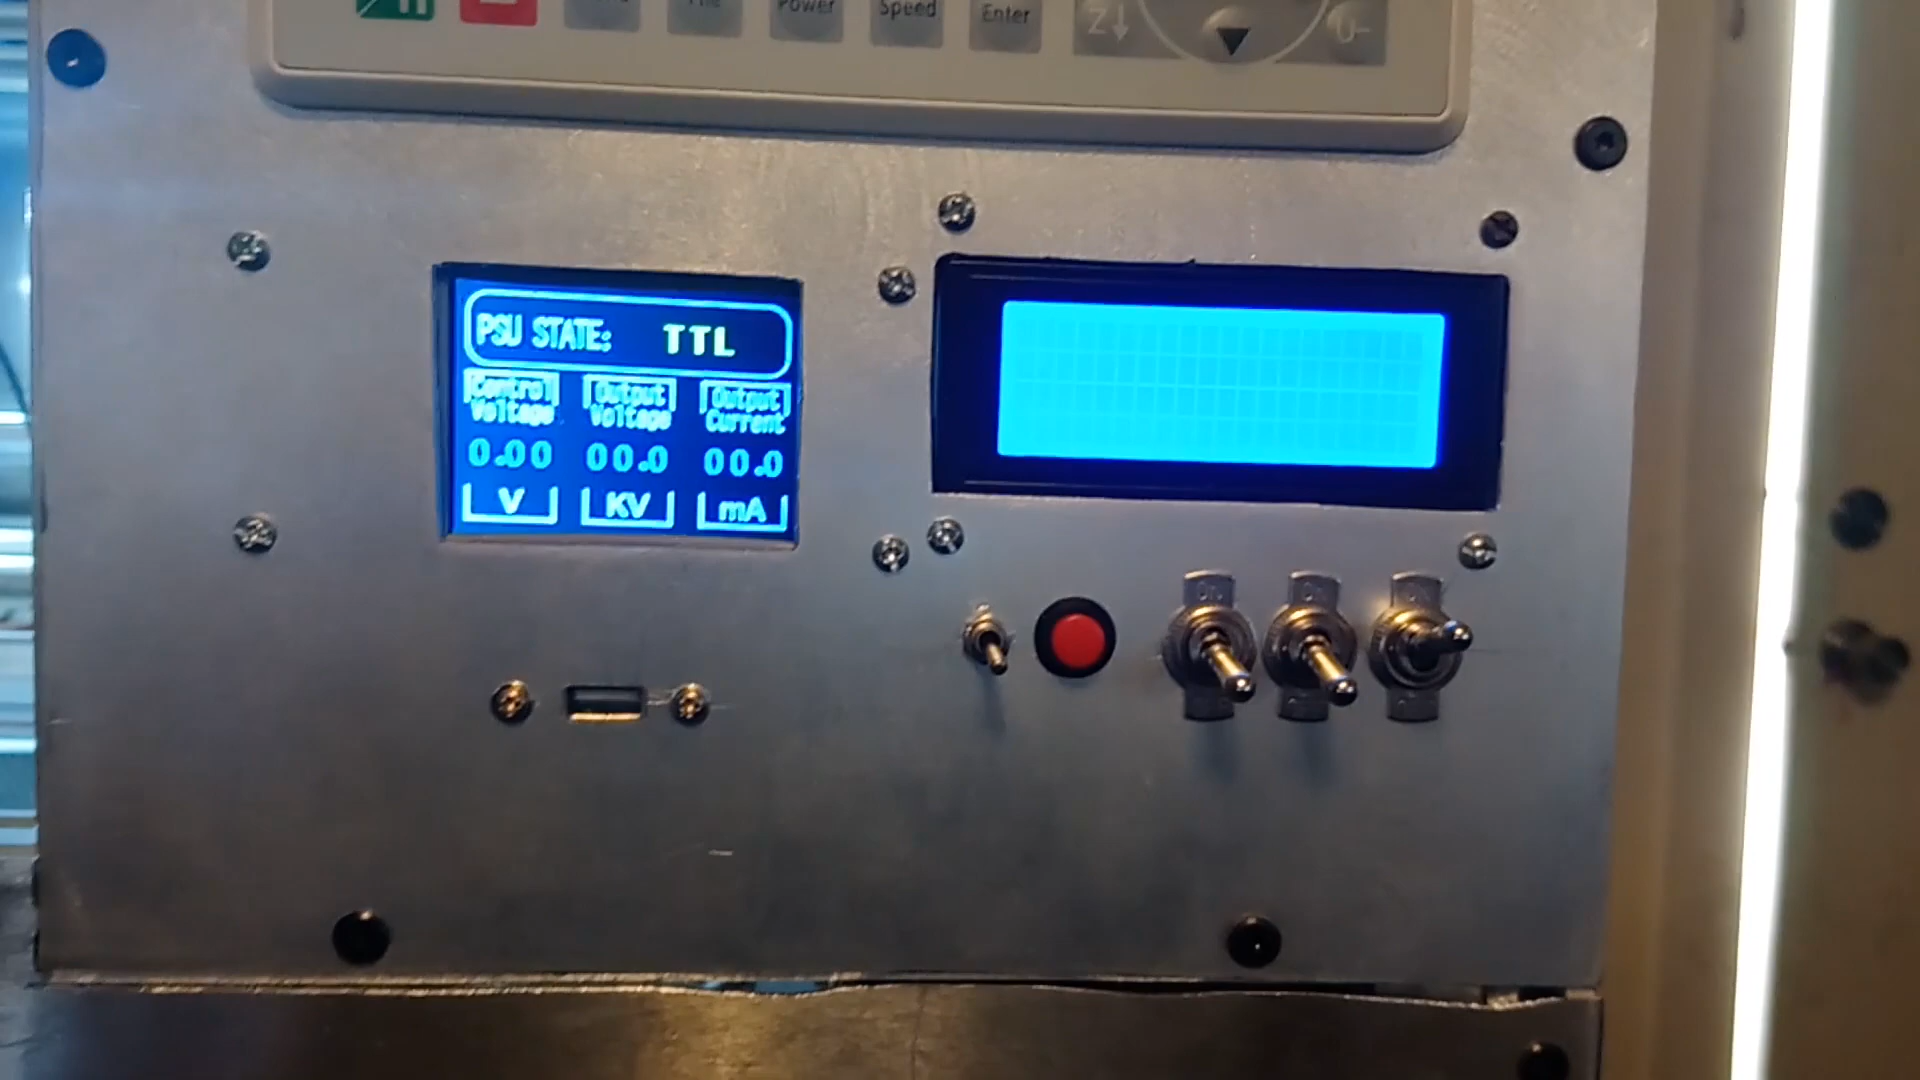 Power
Speed
Enter
Z↓
PSU STATE: TTL
Control Voltage
Output Voltage
Output Current
0.00
00.0
00.0
V
KV
mA